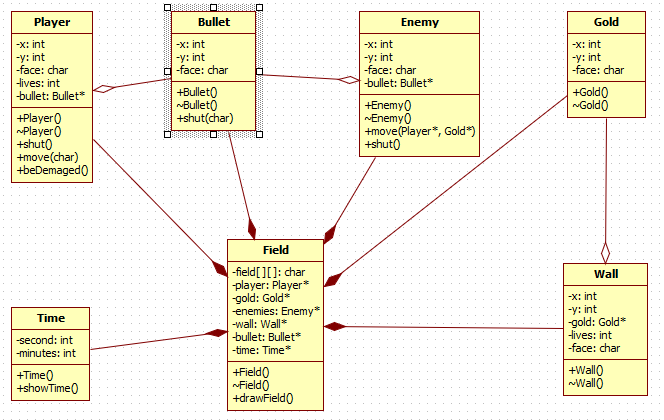 Player
-x: int
-y: int
-face: char
-lives: int
-bullet: Bullet*
+Player()
~Player()
+shut()
+move(char)
+beDemaged()
Bullet
-x: int
-y: int
-face: char
+Bullet()
~Bullet()
+shut(char)
Enemy
-x: int
-y: int
-face: char
-bullet: Bullet*
+Enemy()
~Enemy()
+move(Player*, Gold*)
+shut()
Gold
-x: int
-y: int
-face: char
+Gold()
~Gold()
Field
-field[][]: char
-player: Player*
-gold: Gold*
-enemies: Enemy*
-wall: Wall*
-bullet: Bullet*
-time: Time*
+Field()
~Field()
+drawField()
Time
-second: int
-minutes: int
+Time()
+showTime()
Wall
-x: int
-y: int
-gold: Gold*
-lives: int
-face: char
+Wall()
~Wall()